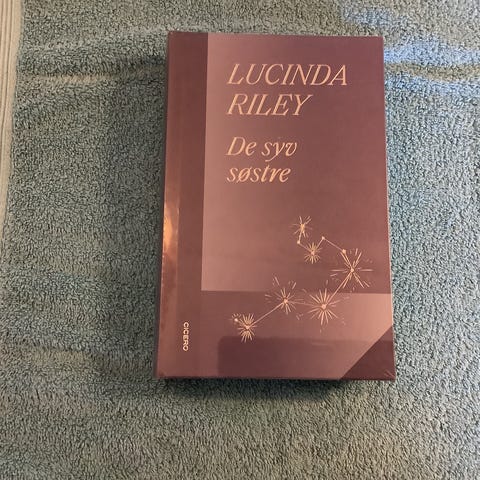 LUCINDA
RILEY
De syv
søstre
CICERO